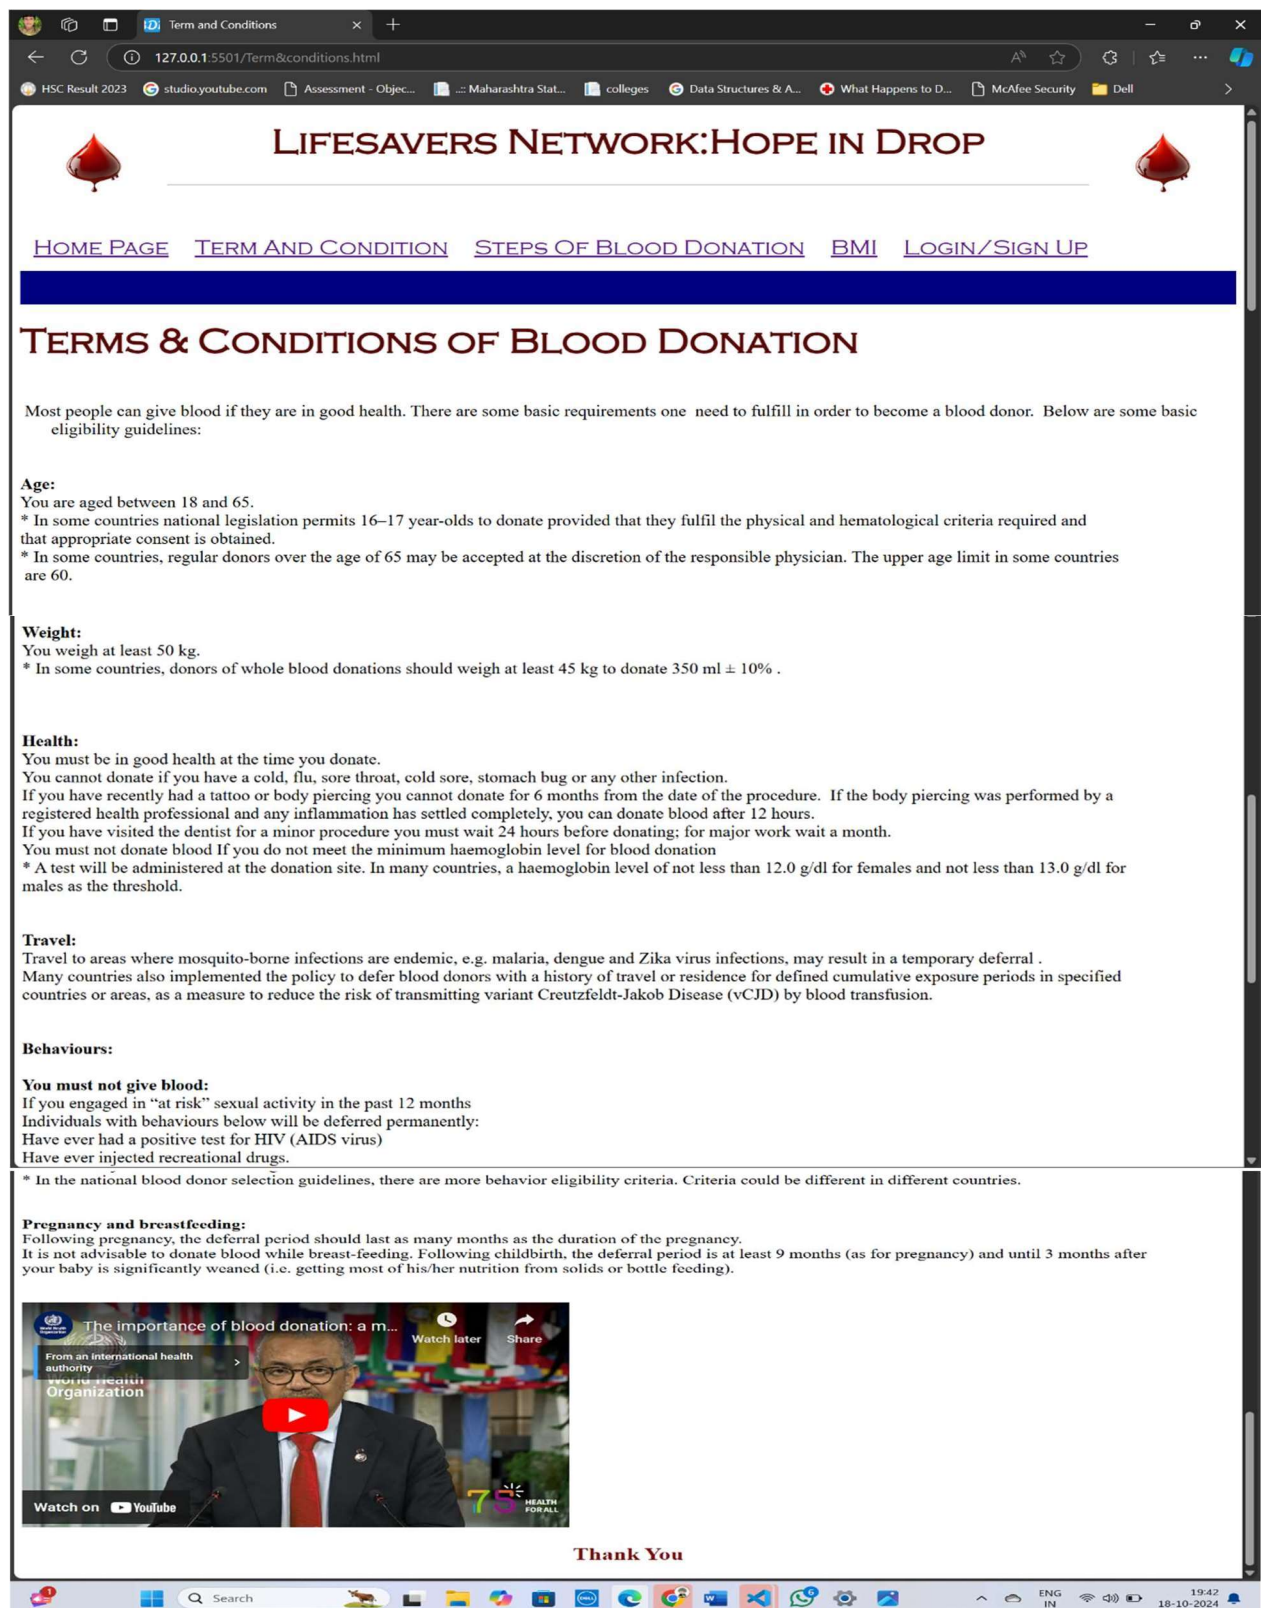 Term and Conditions
127.0.0.1:5501/Term&conditions.html
HSC Result 2023 studio.youtube.com Assessment - Objec... ..:: Maharashtra Stat... colleges Data Structures & A... What Happens to D... McAfee Security Dell
LIFESAVERS NETWORK:HOPE IN DROP
HOME PAGE TERM AND CONDITION STEPS OF BLOOD DONATION BMI LOGIN/SIGN UP
TERMS & CONDITIONS OF BLOOD DONATION
Most people can give blood if they are in good health. There are some basic requirements one need to fulfill in order to become a blood donor. Below are some basic
eligibility guidelines:
Age:
You are aged between 18 and 65.
* In some countries national legislation permits 16–17 year-olds to donate provided that they fulfil the physical and hematological criteria required and
that appropriate consent is obtained.
* In some countries, regular donors over the age of 65 may be accepted at the discretion of the responsible physician. The upper age limit in some countries
are 60.
Weight:
You weigh at least 50 kg.
* In some countries, donors of whole blood donations should weigh at least 45 kg to donate 350 ml ± 10% .
Health:
You must be in good health at the time you donate.
You cannot donate if you have a cold, flu, sore throat, cold sore, stomach bug or any other infection.
If you have recently had a tattoo or body piercing you cannot donate for 6 months from the date of the procedure. If the body piercing was performed by a
registered health professional and any inflammation has settled completely, you can donate blood after 12 hours.
If you have visited the dentist for a minor procedure you must wait 24 hours before donating; for major work wait a month.
You must not donate blood If you do not meet the minimum haemoglobin level for blood donation
* A test will be administered at the donation site. In many countries, a haemoglobin level of not less than 12.0 g/dl for females and not less than 13.0 g/dl for
males as the threshold.
Travel:
Travel to areas where mosquito-borne infections are endemic, e.g. malaria, dengue and Zika virus infections, may result in a temporary deferral .
Many countries also implemented the policy to defer blood donors with a history of travel or residence for defined cumulative exposure periods in specified
countries or areas, as a measure to reduce the risk of transmitting variant Creutzfeldt-Jakob Disease (vCJD) by blood transfusion.
Behaviours:
You must not give blood:
If you engaged in “at risk” sexual activity in the past 12 months
Individuals with behaviours below will be deferred permanently:
Have ever had a positive test for HIV (AIDS virus)
Have ever injected recreational drugs.
* In the national blood donor selection guidelines, there are more behavior eligibility criteria. Criteria could be different in different countries.
Pregnancy and breastfeeding:
Following pregnancy, the deferral period should last as many months as the duration of the pregnancy.
It is not advisable to donate blood while breast-feeding. Following childbirth, the deferral period is at least 9 months (as for pregnancy) and until 3 months after
your baby is significantly weaned (i.e. getting most of his/her nutrition from solids or bottle feeding).
The importance of blood donation: a m...
Watch later Share
From an international health
authority
World Health
Organization
Watch on YouTube
75 HEALTH
FOR ALL
Thank You
1
Search
DELL
6
ENG
IN
19:42
18-10-2024